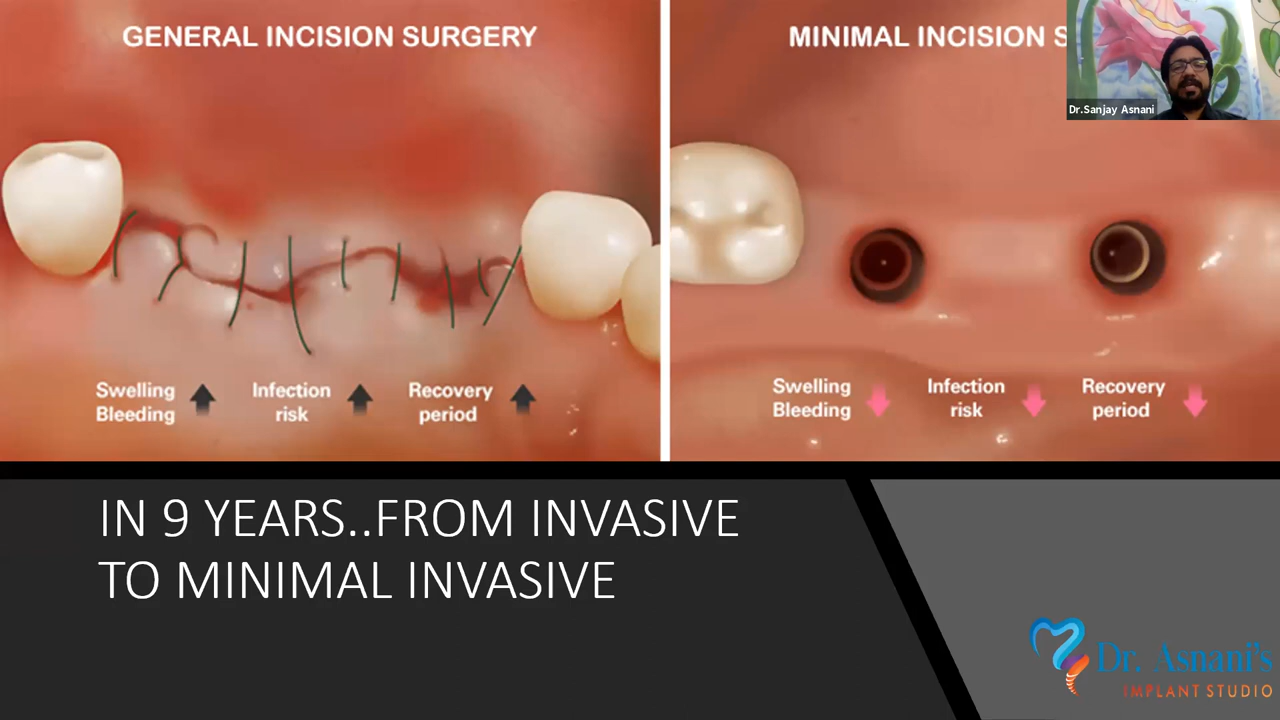 GENERAL INCISION SURGERY
MINIMAL INCISION S
Dr.Sanjay Asnani
Swelling
Bleeding
Infection
risk
Recovery
period
Swelling
Bleeding
Infection
risk
Recovery
period
IN 9 YEARS..FROM INVASIVE
TO MINIMAL INVASIVE
Dr. Asnani's
IMPLANT STUDIO